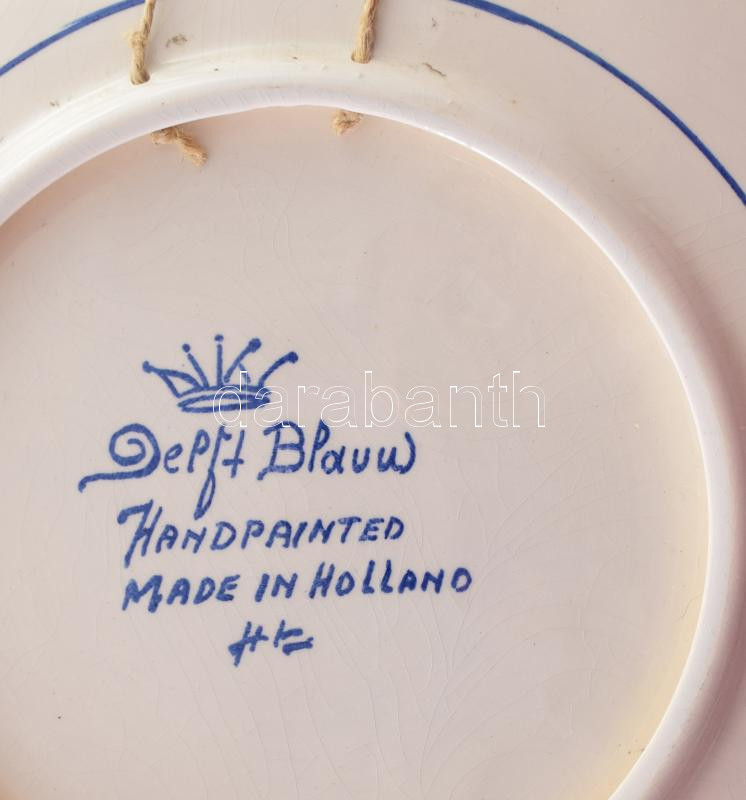 darabanth
Delft Blauw
HANDPAINTED
MADE IN HOLLAND